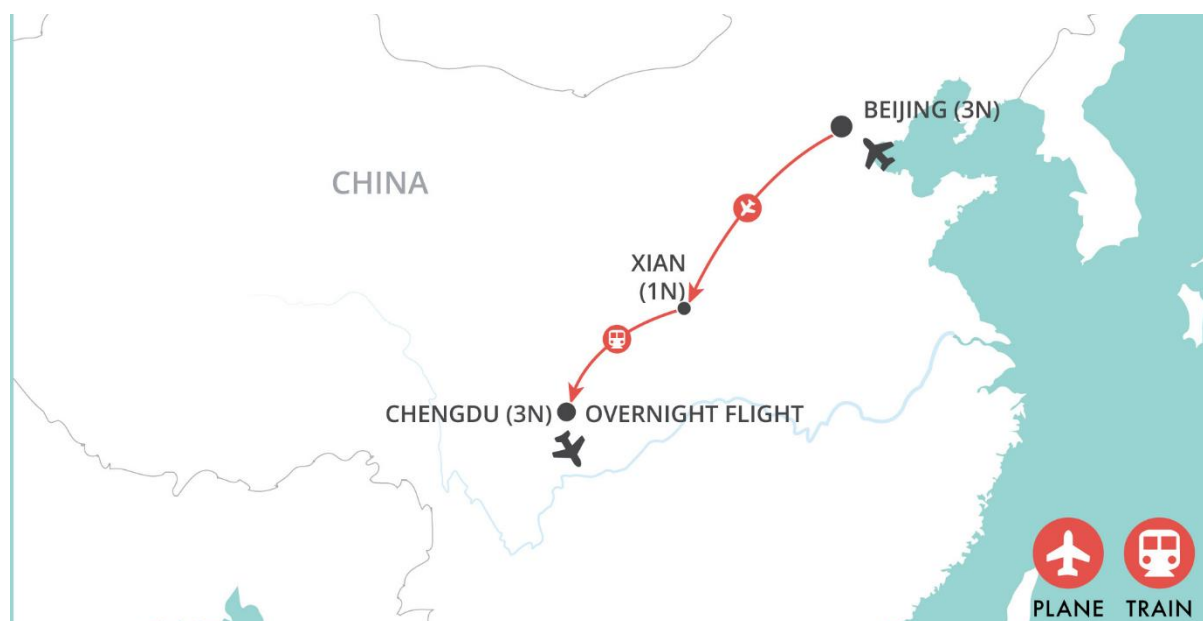 BEIJING (3N)
CHINA
XIAN
(1N)
CHENGDU (3N)
OVERNIGHT FLIGHT
PLANE
TRAIN